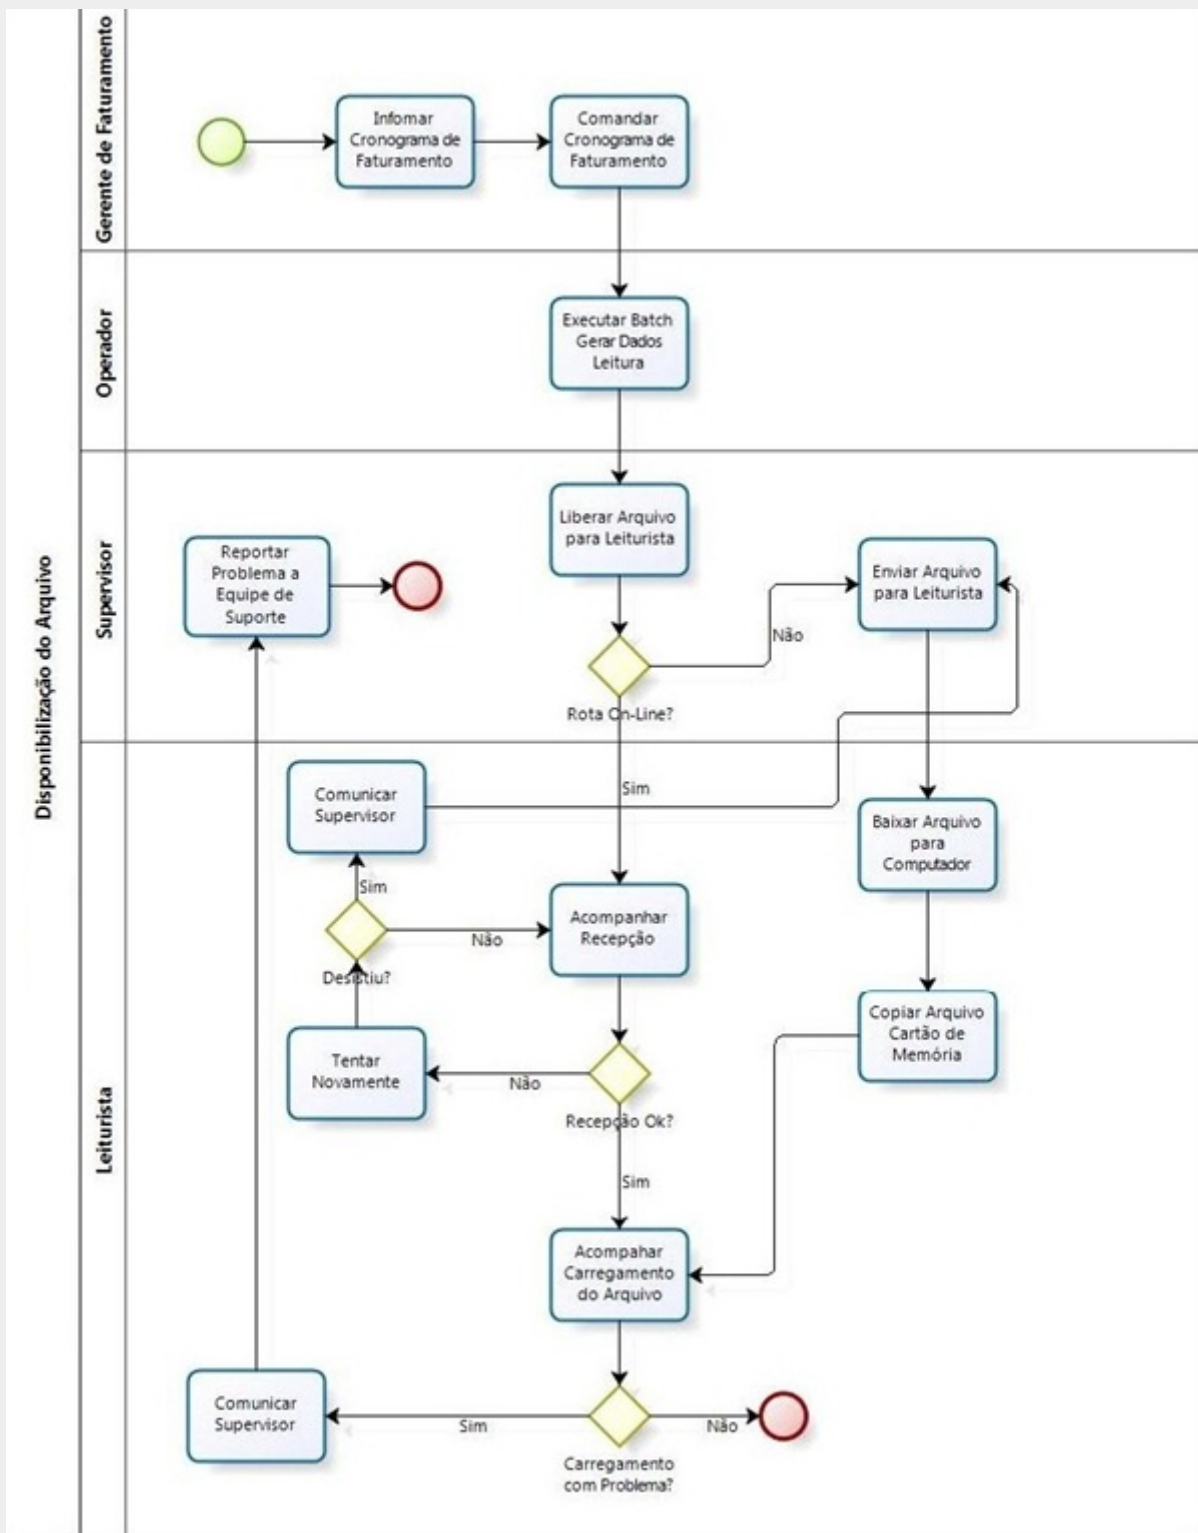 Disponibilização do Arquivo
Gerente de Faturamento
Infomar
Cronograma de
Faturamento
Comandar
Cronograma de
Faturamento
Operador
Executar Batch
Gerar Dados
Leitura
Supervisor
Liberar Arquivo
para Leiturista
Reportar
Problema a
Equipe de
Suporte
Enviar Arquivo
para Leiturista
Não
Rota On-Line?
Leiturista
Sim
Comunicar
Supervisor
Baixar Arquivo
para
Computador
Sim
Acompanhar
Recepção
Não
Desistiu?
Copiar Arquivo
Cartão de
Memória
Tentar
Novamente
Não
Recepção Ok?
Sim
Acompahar
Carregamento
do Arquivo
Comunicar
Supervisor
Sim
Não
Carregamento
com Problema?